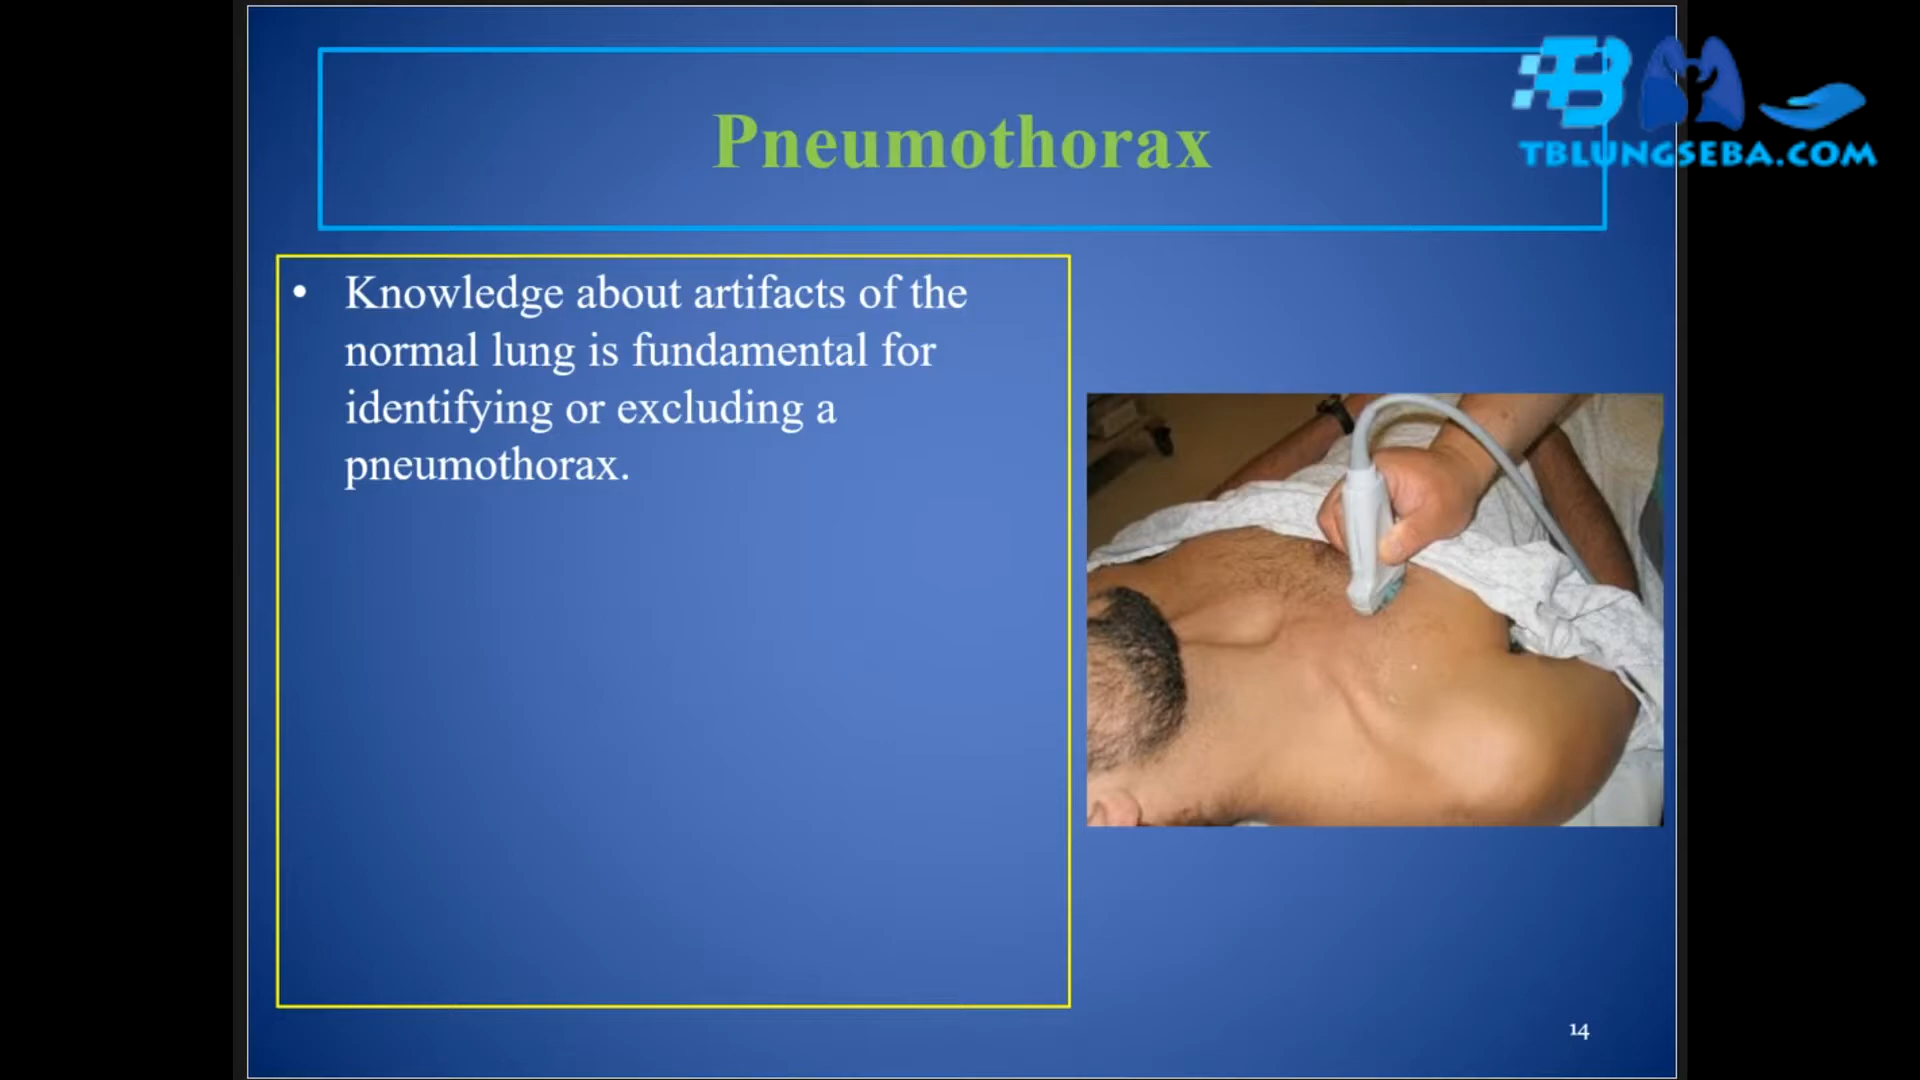 Pneumothorax
TBLUNGSEBA.COM
• Knowledge about artifacts of the
normal lung is fundamental for
identifying or excluding a
pneumothorax.
14